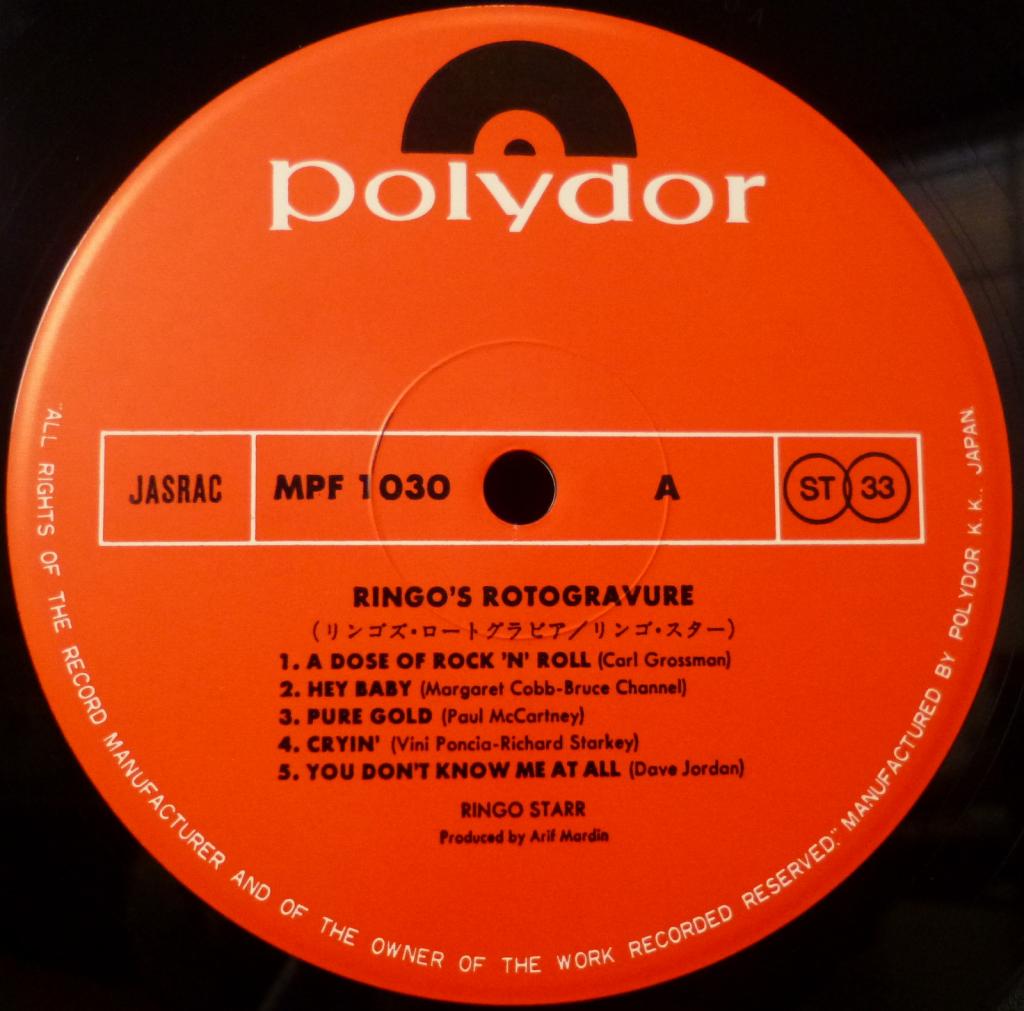 polydor
JASRAC MPF 1030 A ST 33
RINGO'S ROTOGRAVURE
(リンゴズ・ロートグラビア/リンゴ・スター)
1. A DOSE OF ROCK 'N' ROLL (Carl Grossman)
2. HEY BABY (Margaret Cobb-Bruce Channel)
3. PURE GOLD (Paul McCartney)
4. CRYIN' (Vini Poncia-Richard Starkey)
5. YOU DON'T KNOW ME AT ALL (Dave Jordan)
RINGO STARR
Produced by Arif Mardin
"ALL RIGHTS OF THE RECORD MANUFACTURER AND OF THE OWNER OF THE WORK RECORDED RESERVED." MANUFACTURED BY POLYDOR K. K., JAPAN.